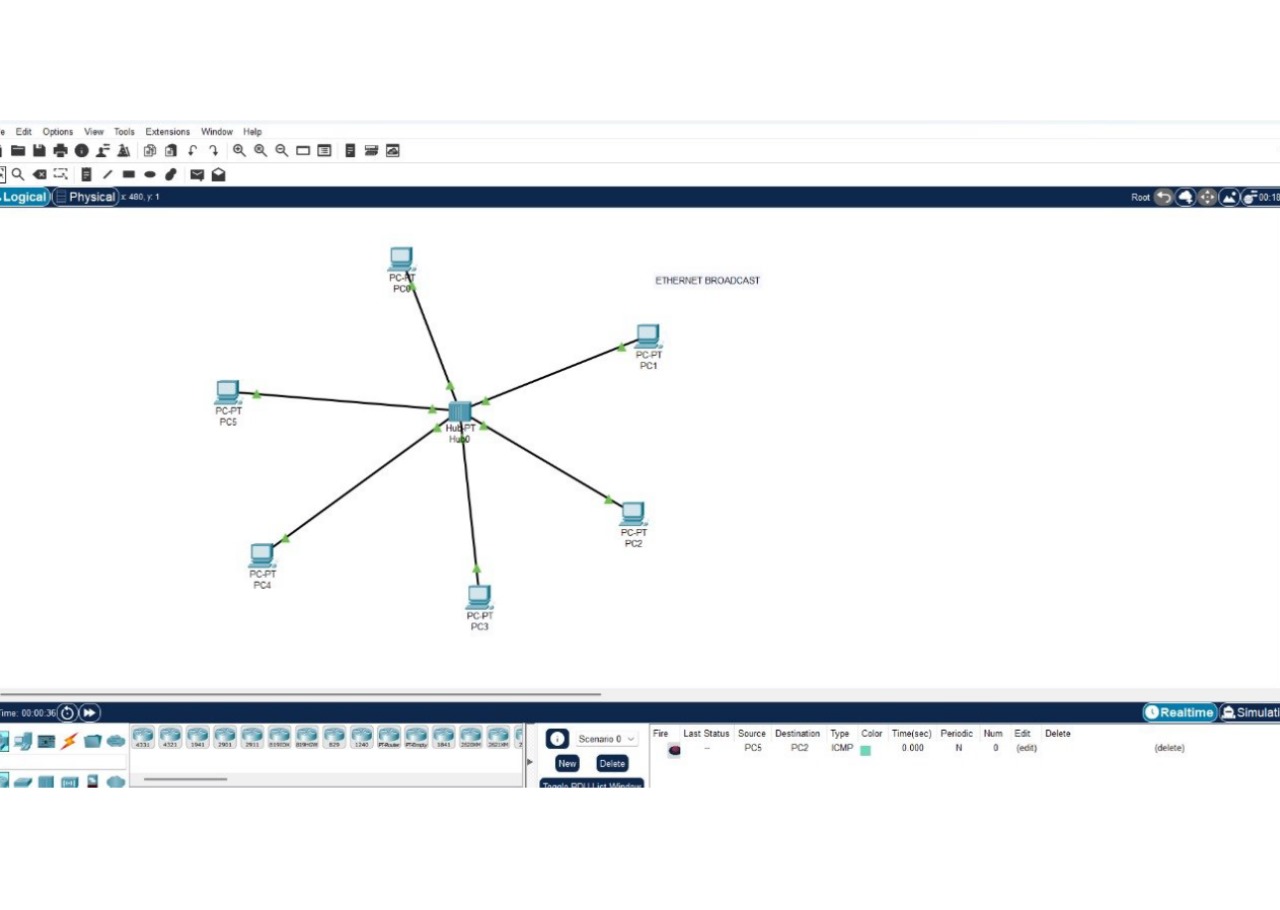 Edit Options View Tools Extensions Window Help
Logical Physical x: 480, y: 1 Root 00:18
PC-PT
PC0
ETHERNET BROADCAST
PC-PT
PC1
PC-PT
PC5
Hub-PT
Hub0
PC-PT
PC2
PC-PT
PC4
PC-PT
PC3
Time: 00:00:36 Realtime Simulati
4331 4321 1941 2901 2911 819IOX 819HGW 829 1240 PT-Router PT-Empty 1841 2620XM 2621XM
Scenario 0
New Delete
Toggle PDU List Window
Fire Last Status Source Destination Type Color Time(sec) Periodic Num Edit Delete
-- PC5 PC2 ICMP 0.000 N 0 (edit) (delete)